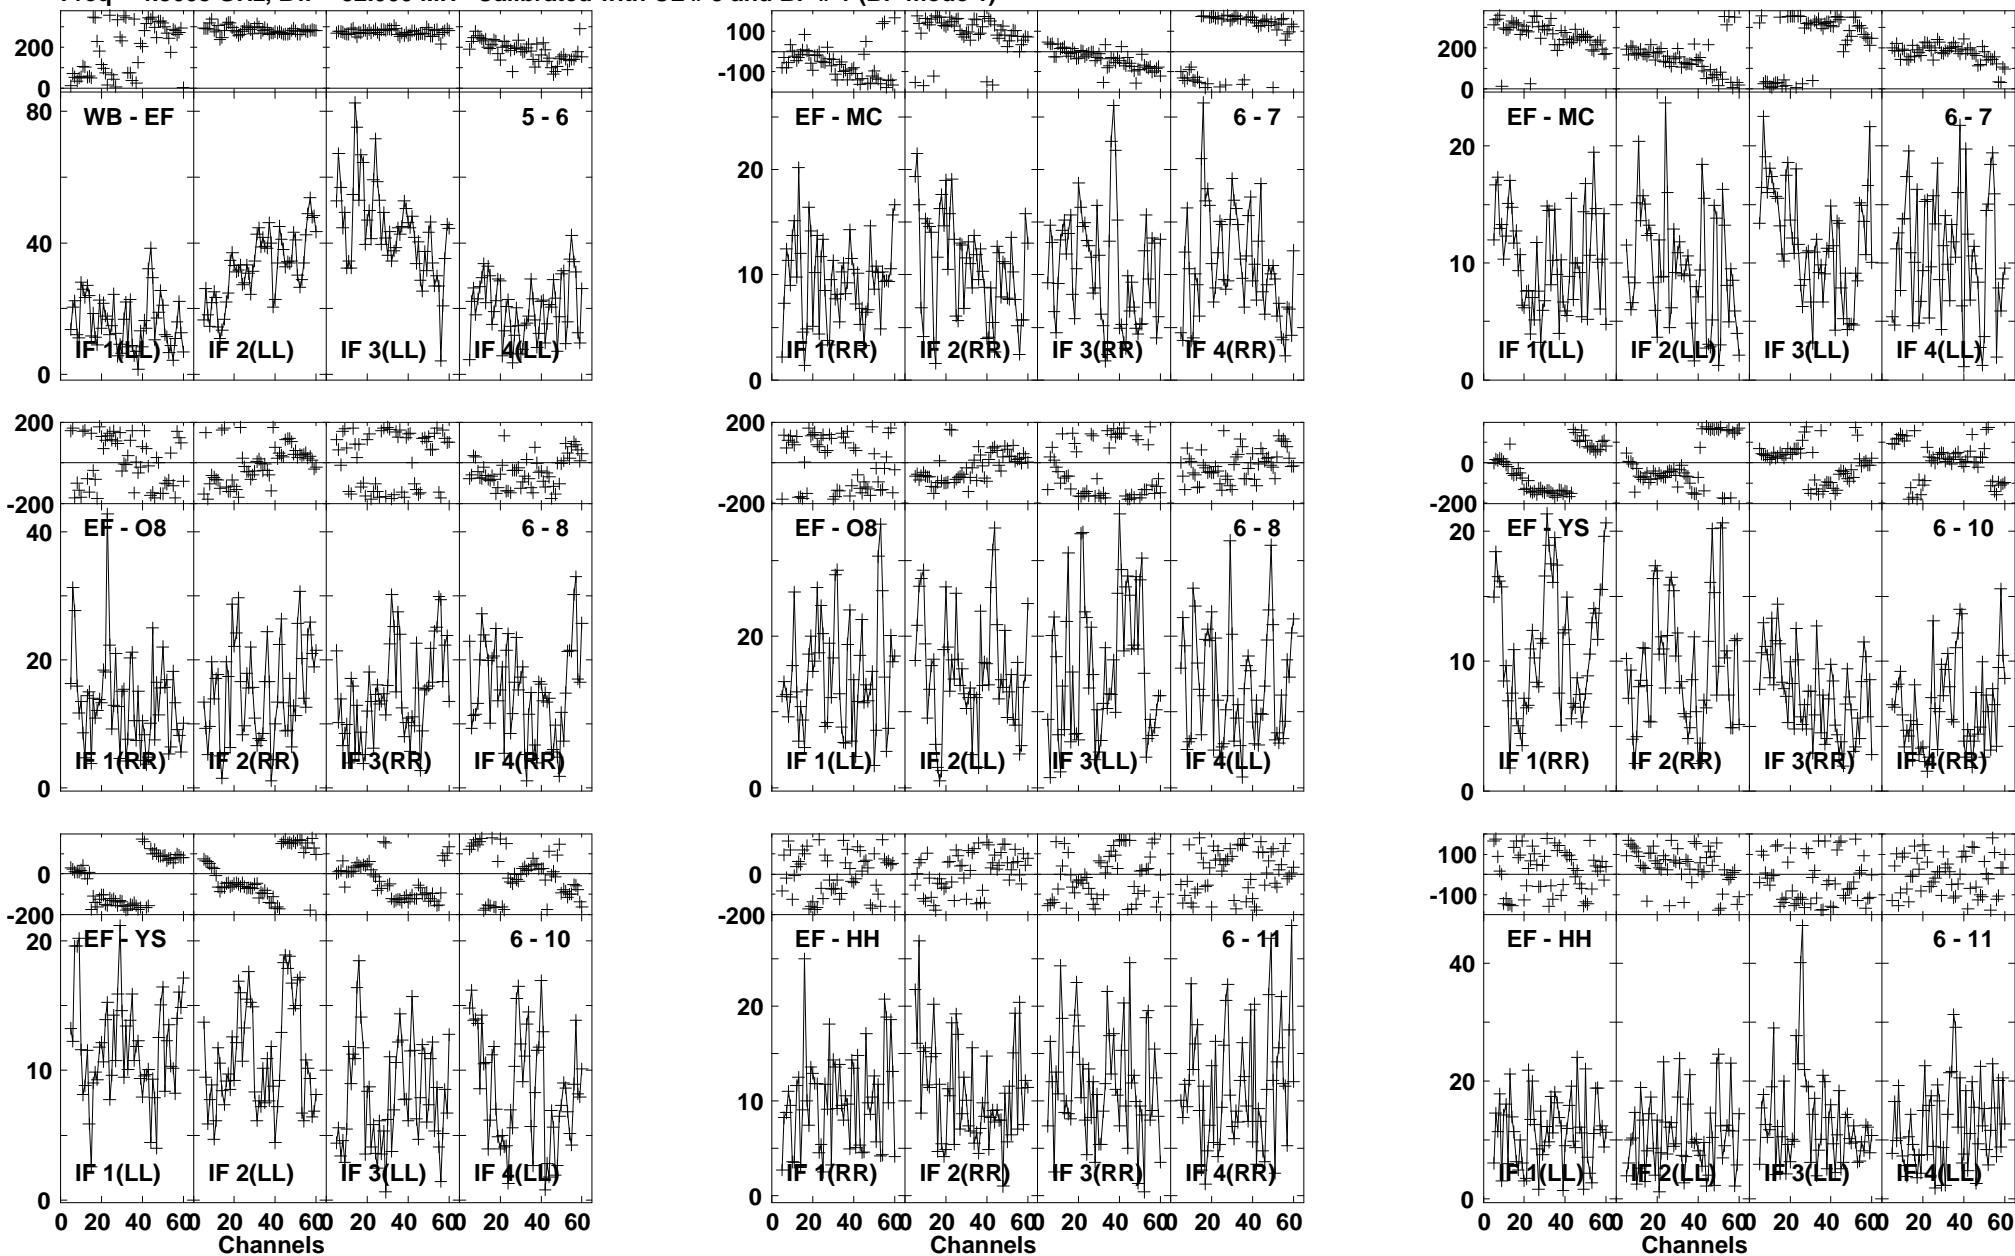 200
0
80
40
0
WB - EF
5 - 6
IF 1(LL)
IF 2(LL)
IF 3(LL)
IF 4(LL)
100
-100
20
10
0
EF - MC
6 - 7
IF 1(RR)
IF 2(RR)
IF 3(RR)
IF 4(RR)
200
0
20
10
0
EF - MC
6 - 7
IF 1(LL)
IF 2(LL)
IF 3(LL)
IF 4(LL)
200
-200
40
20
0
EF - O8
6 - 8
IF 1(RR)
IF 2(RR)
IF 3(RR)
IF 4(RR)
200
0
-200
20
0
EF - O8
6 - 8
IF 1(LL)
IF 2(LL)
IF 3(LL)
IF 4(LL)
0
-200
20
10
0
EF - YS
6 - 10
IF 1(RR)
IF 2(RR)
IF 3(RR)
IF 4(RR)
0
-200
20
10
0
EF - YS
6 - 10
IF 1(LL)
IF 2(LL)
IF 3(LL)
IF 4(LL)
0 20 40 60 0 20 40 60 0 20 40 60 0 20 40 60
Channels
0
-200
20
10
0
EF - HH
6 - 11
IF 1(RR)
IF 2(RR)
IF 3(RR)
IF 4(RR)
0 20 40 60 0 20 40 60 0 20 40 60 0 20 40 60
Channels
100
-100
40
20
0
EF - HH
6 - 11
IF 1(LL)
IF 2(LL)
IF 3(LL)
IF 4(LL)
0 20 40 60 0 20 40 60 0 20 40 60 0 20 40 60
Channels